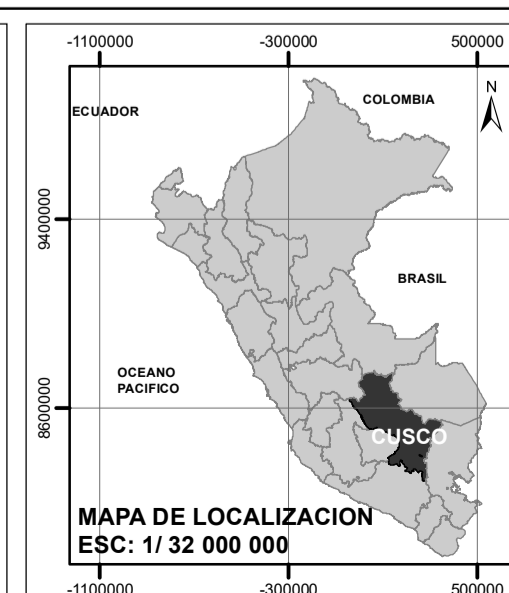 -1100000 -300000 500000
N
ECUADOR
COLOMBIA
9400000
BRASIL
OCEANO
PACIFICO
8600000
CUSCO
MAPA DE LOCALIZACION
ESC: 1/ 32 000 000
-1100000 -300000 500000